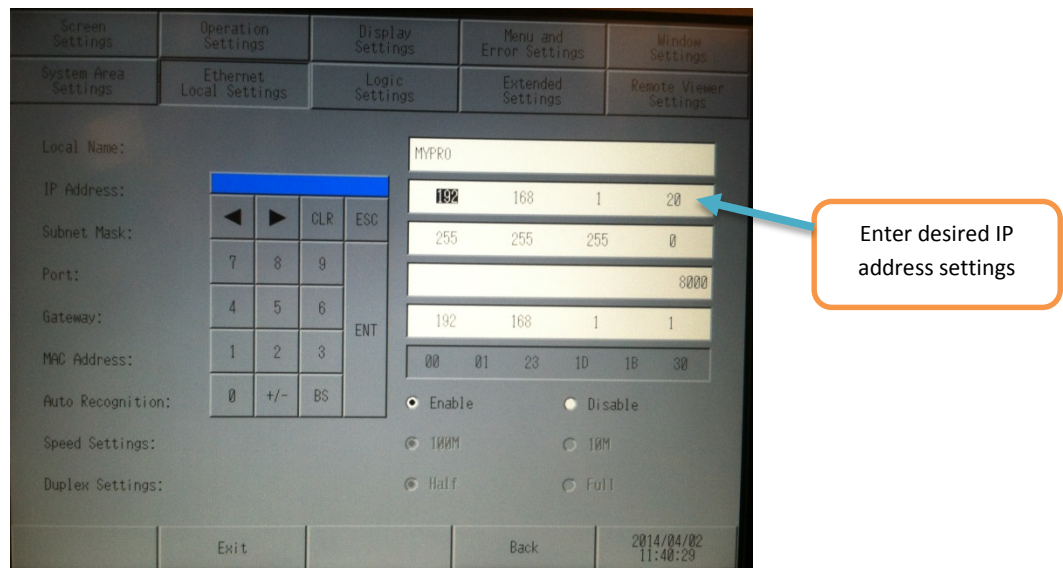 Screen
Settings
Operation
Settings
Display
Settings
Menu and
Error Settings
Window
Settings
System Area
Settings
Ethernet
Local Settings
Logic
Settings
Extended
Settings
Remote Viewer
Settings
Local Name:
MYPRO
IP Address:
192 168 1 20
Subnet Mask:
255 255 255 0
Port:
8000
Gateway:
192 168 1 1
MAC Address:
00 01 23 1D 1B 30
Auto Recognition:
Enable Disable
Speed Settings:
100M 10M
Duplex Settings:
Half Full
◀ ▶ CLR ESC
7 8 9
4 5 6
ENT
1 2 3
0 +/- BS
Exit
Back
2014/04/02
11:40:29
Enter desired IP
address settings